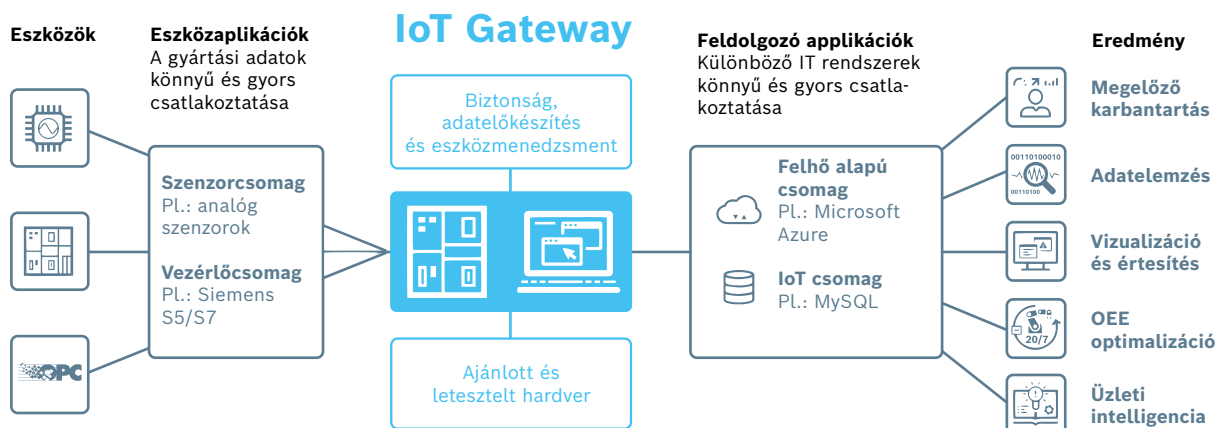 Eszközök
Eszközaplikációk
A gyártási adatok
könnyű és gyors
csatlakoztatása
IoT Gateway
Feldolgozó applikációk
Különböző IT rendszerek
könnyű és gyors csatla-
koztatása
Eredmény
OPC
Szenzorcsomag
Pl.: analóg
szenzorok
Vezérlőcsomag
Pl.: Siemens
S5/S7
Biztonság,
adatelőkészítés
és eszközmenedzsment
Ajánlott és
letesztelt hardver
Felhő alapú
csomag
Pl.: Microsoft
Azure
IoT csomag
Pl.: MySQL
Megelőző
karbantartás
00110100010
00110100
Adatelemzés
Vizualizáció
és értesítés
20/7
OEE
optimalizáció
Üzleti
intelligencia